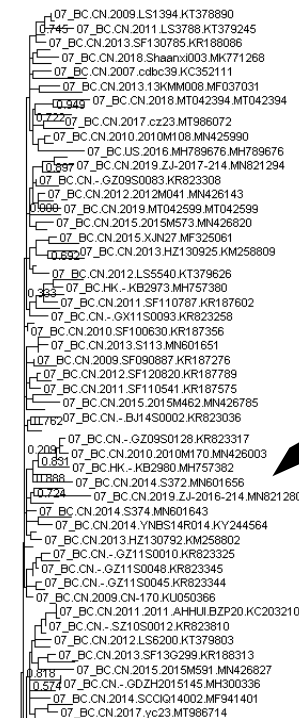 07_BC.CN.2009.LS1394.KT378890
0.745
07_BC.CN.2011.LS3788.KT379245
07_BC.CN.2013.SF130785.KR188086
07_BC.CN.2018.Shaanxi003.MK771268
07_BC.CN.2007.cdbc39.KC352111
07_BC.CN.2013.13KMM008.MF037031
0.949
07_BC.CN.2018.MT042394.MT042394
0.722
07_BC.CN.2017.cz23.MT986072
07_BC.CN.2010.2010M108.MN425990
07_BC.US.2016.MH789676.MH789676
0.897
07_BC.CN.2019.ZJ-2017-214.MN821294
07_BC.CN.-.GZ09S0083.KR823308
07_BC.CN.2012.2012M041.MN426143
07_BC.CN.2019.MT042599.MT042599
07_BC.CN.2015.2015M573.MN426820
07_BC.CN.2015.XJN27.MF325061
0.692
07_BC.CN.2013.HZ130925.KM258809
07_BC.CN.2012.LS5540.KT379626
0.333
07_BC.HK.-.KB2973.MH757380
07_BC.CN.2011.SF110787.KR187602
07_BC.CN.-.GX11S0093.KR823258
07_BC.CN.2010.SF100630.KR187356
07_BC.CN.2013.S113.MN601651
07_BC.CN.2009.SF090887.KR187276
07_BC.CN.2012.SF120820.KR187789
07_BC.CN.2011.SF110541.KR187575
07_BC.CN.2015.2015M462.MN426785
0.762
07_BC.CN.-.BJ14S0002.KF823036
07_BC.CN.-.GZ09S0128.KR823317
0.209
07_BC.CN.2010.2010M170.MN426003
0.831
07_BC.HK.-.KB2980.MH757382
0.888
07_BC.CN.2014.S372.MN601656
0.724
07_BC.CN.2019.ZJ-2016-214.MN821280
07_BC.CN.2014.S374.MN601643
07_BC.CN.2014.YNBS14R014.KY244564
07_BC.CN.2013.HZ130792.KM258802
07_BC.CN.-.GZ11S0010.KR823325
07_BC.CN.-.GZ11S0048.KR823345
07_BC.CN.-.GZ11S0045.KR823344
07_BC.CN.2009.CN-170.KU050366
07_BC.CN.2011.2011.AHHUI.BZP20.KC203210
07_BC.CN.-.SZ10S0012.KR823810
07_BC.CN.2012.LS6200.KT379803
07_BC.CN.2013.SF13G299.KR188313
0.818
07_BC.CN.2015.2015M591.MN426827
0.574
07_BC.CN.-.GDZH2015145.MH300336
07_BC.CN.2014.SCCIQ14002.MF941401
07_BC.CN.2017.yc23.MT986714